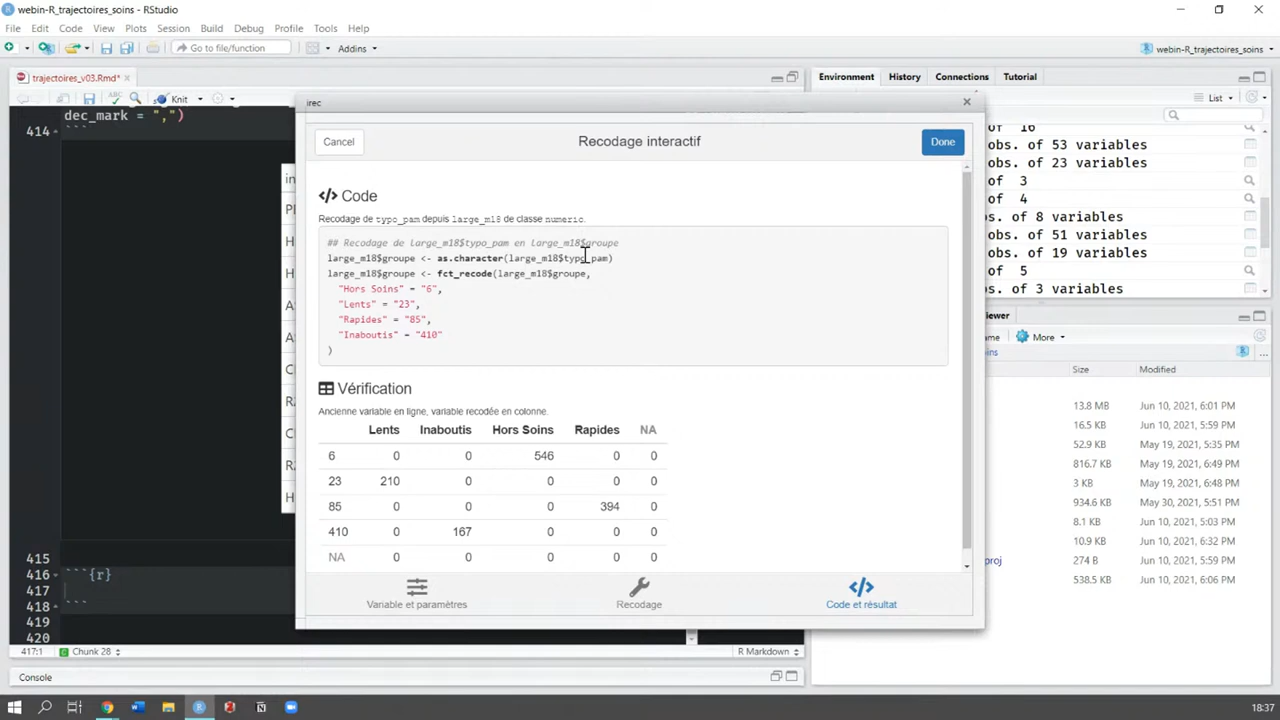 webin-R_trajectoires_soins - RStudio
File Edit Code View Plots Session Build Debug Profile Tools Help
Go to file/function Addins webin-R_trajectoires_soins
trajectoires_v03.Rmd*
Environment History Connections Tutorial
ABC Knit
List
dec_mark = ",")
414 ```
of 16
obs. of 53 variables
obs. of 23 variables
of 3
of 4
obs. of 8 variables
obs. of 51 variables
obs. of 19 variables
of 5
obs. of 3 variables
irec
Cancel Recodage interactif Done
</> Code
Recodage de typo_pam depuis large_m18 de classe numeric.
## Recodage de large_m18$typo_pam en large_m18$groupe
large_m18$groupe <- as.character(large_m18$typo_pam)
large_m18$groupe <- fct_recode(large_m18$groupe,
"Hors Soins" = "6",
"Lents" = "23",
"Rapides" = "85",
"Inaboutis" = "410"
)
Vérification
Ancienne variable en ligne, variable recodée en colonne.
Lents Inaboutis Hors Soins Rapides NA
6 0 0 546 0 0
23 210 0 0 0 0
85 0 0 0 394 0
410 0 167 0 0 0
NA 0 0 0 0 0
Variable et paramètres Recodage Code et résultat
ewer
ame More
ins
Size Modified
13.8 MB Jun 10, 2021, 6:01 PM
16.5 KB Jun 10, 2021, 5:59 PM
52.9 KB May 19, 2021, 5:35 PM
816.7 KB May 19, 2021, 6:49 PM
3 KB May 19, 2021, 6:48 PM
934.6 KB May 30, 2021, 5:51 PM
8.1 KB Jun 10, 2021, 5:03 PM
10.9 KB Jun 10, 2021, 6:32 PM
proj 274 B Jun 10, 2021, 5:59 PM
538.5 KB Jun 10, 2021, 6:06 PM
415
416 ```{r}
417
418 ```
419
420
417:1 Chunk 28 R Markdown
Console
18:37